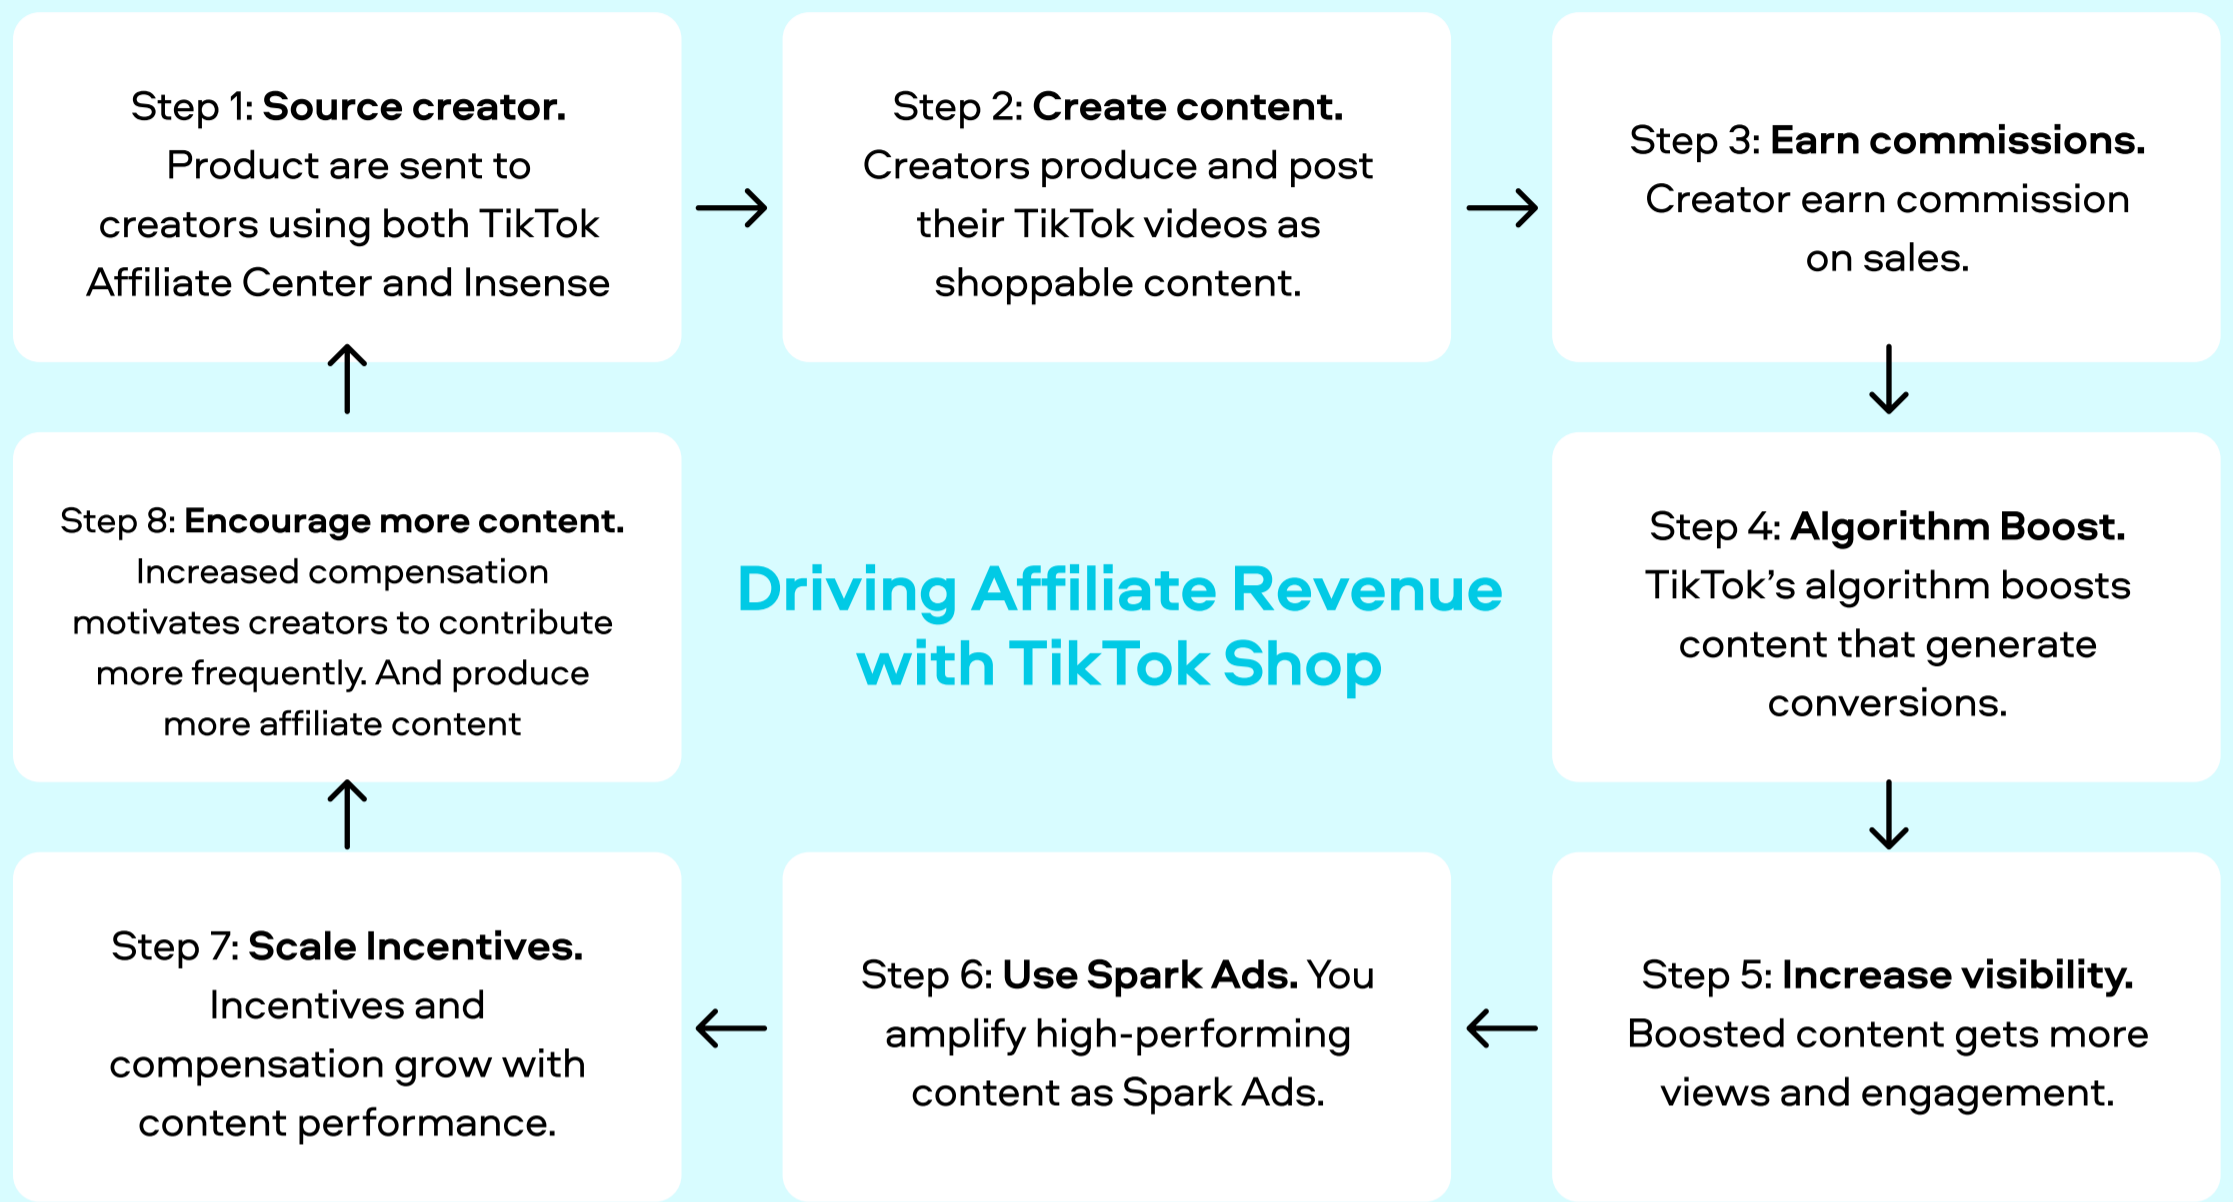 Step 1: Source creator.
Product are sent to
creators using both TikTok
Affiliate Center and Insense
Step 2: Create content.
Creators produce and post
their TikTok videos as
shoppable content.
Step 3: Earn commissions.
Creator earn commission
on sales.
Step 4: Algorithm Boost.
TikTok’s algorithm boosts
content that generate
conversions.
Step 5: Increase visibility.
Boosted content gets more
views and engagement.
Step 6: Use Spark Ads. You
amplify high-performing
content as Spark Ads.
Step 7: Scale Incentives.
Incentives and
compensation grow with
content performance.
Step 8: Encourage more content.
Increased compensation
motivates creators to contribute
more frequently. And produce
more affiliate content
Driving Affiliate Revenue
with TikTok Shop